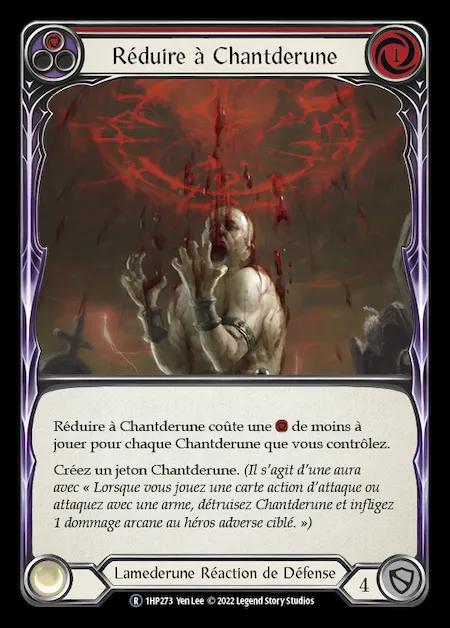 Réduire à Chantderune
1
Réduire à Chantderune coûte une de moins à
jouer pour chaque Chantderune que vous contrôlez.
Créez un jeton Chantderune. (Il s'agit d'une aura
avec « Lorsque vous jouez une carte action d'attaque ou
attaquez avec une arme, détruisez Chantderune et infligez
1 dommage arcane au héros adverse ciblé. »)
Lamederune Réaction de Défense
4
R 1HP273 Yen Lee © 2022 Legend Story Studios